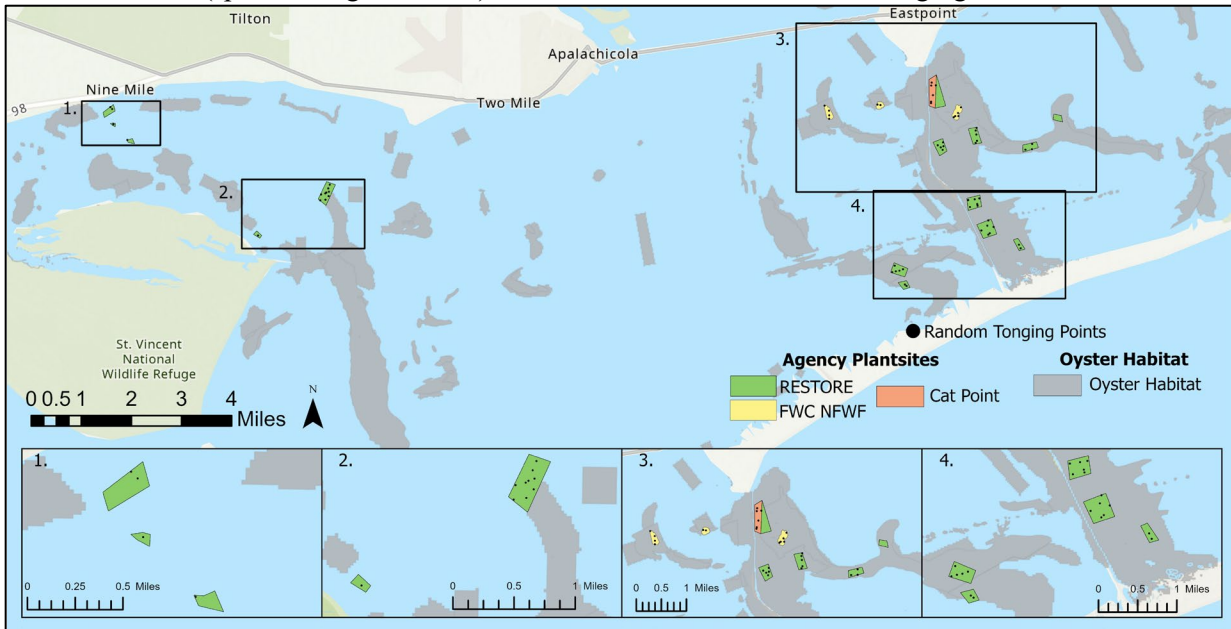 Tilton
Eastpoint
Apalachicola
3.
Nine Mile
98
1.
Two Mile
2.
4.
St. Vincent
National
Wildlife Refuge
Random Tonging Points
Agency Plantsites
Oyster Habitat
RESTORE
Cat Point
Oyster Habitat
FWC NFWF
0 0.5 1 2 3 4
Miles
N
1.
2.
3.
4.
0 0.25 0.5 Miles
0 0.5 1 Miles
0 0.5 1 Miles
0 0.5 1 Miles